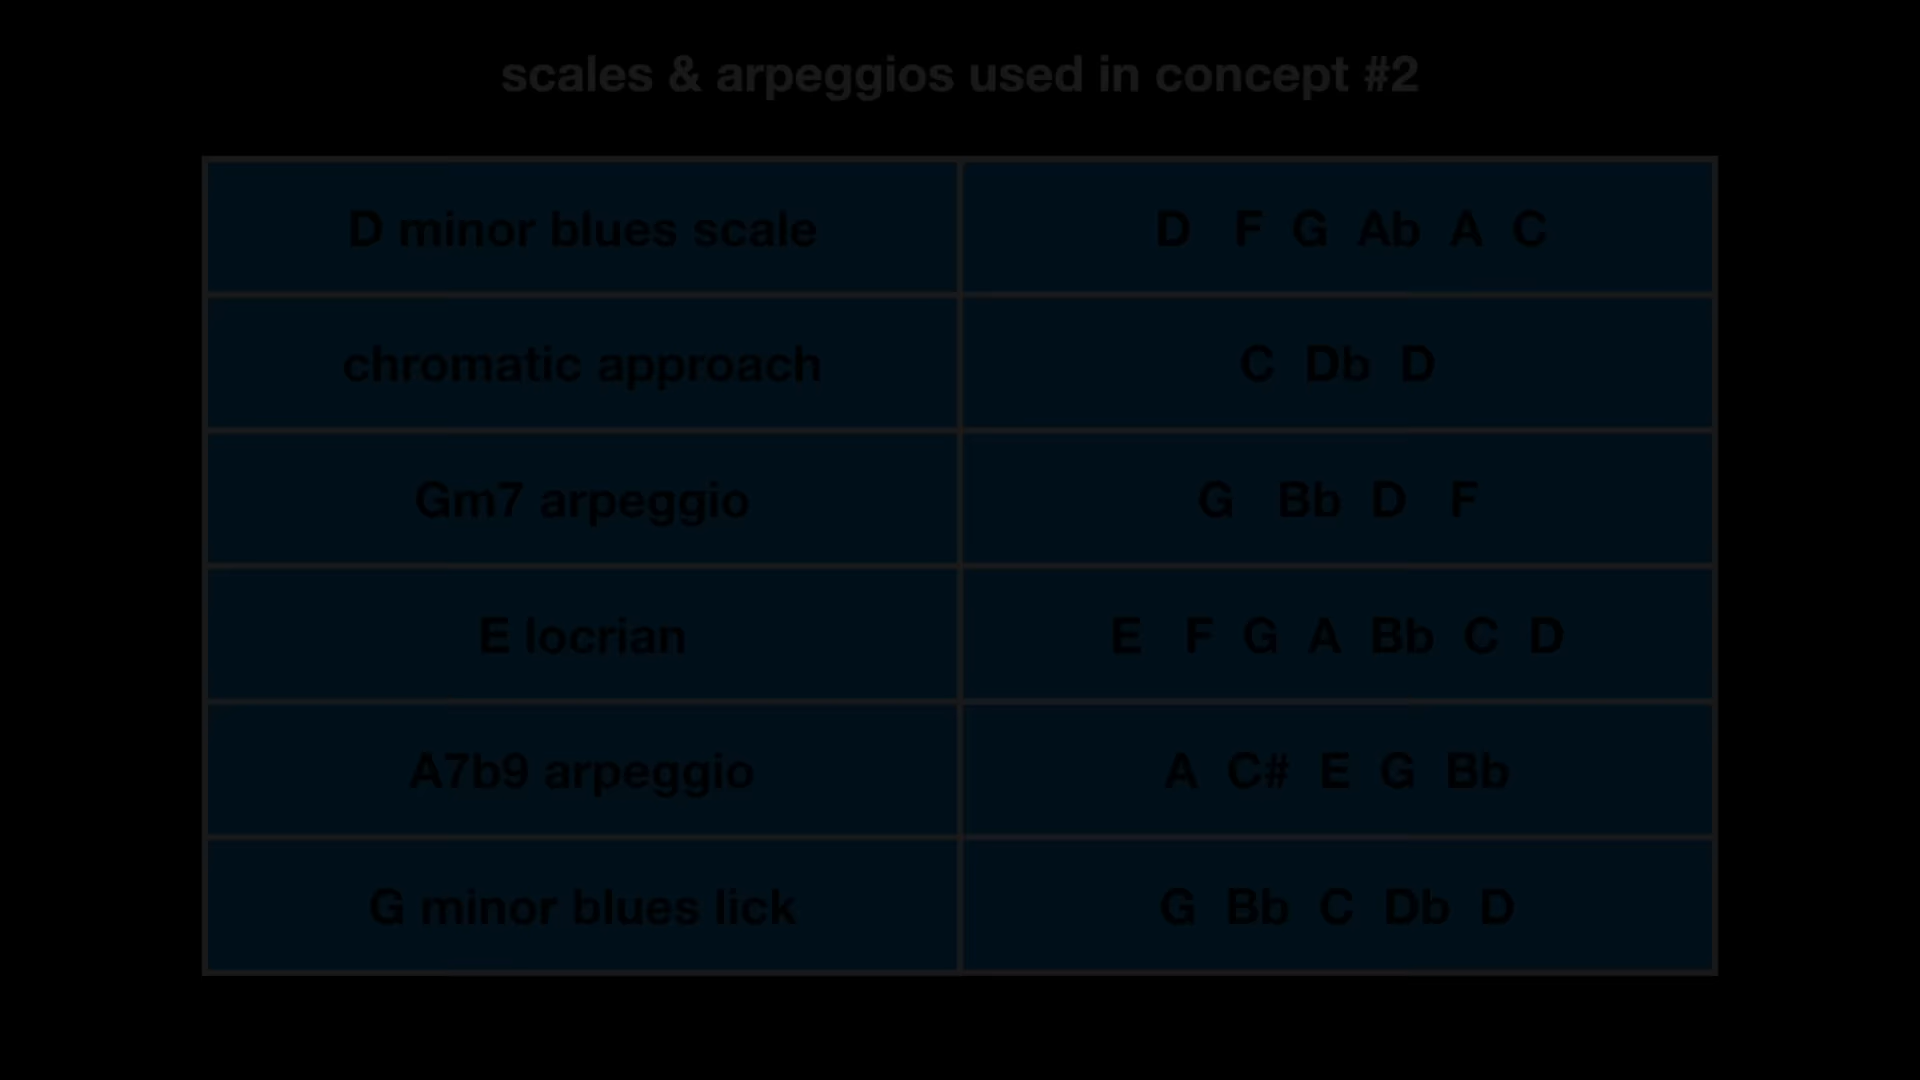 scales & arpeggios used in concept #2
D minor blues scale D F G Ab A C
chromatic approach C Db D
Gm7 arpeggio G Bb D F
E locrian E F G A Bb C D
A7b9 arpeggio A C# E G Bb
G minor blues lick G Bb C Db D